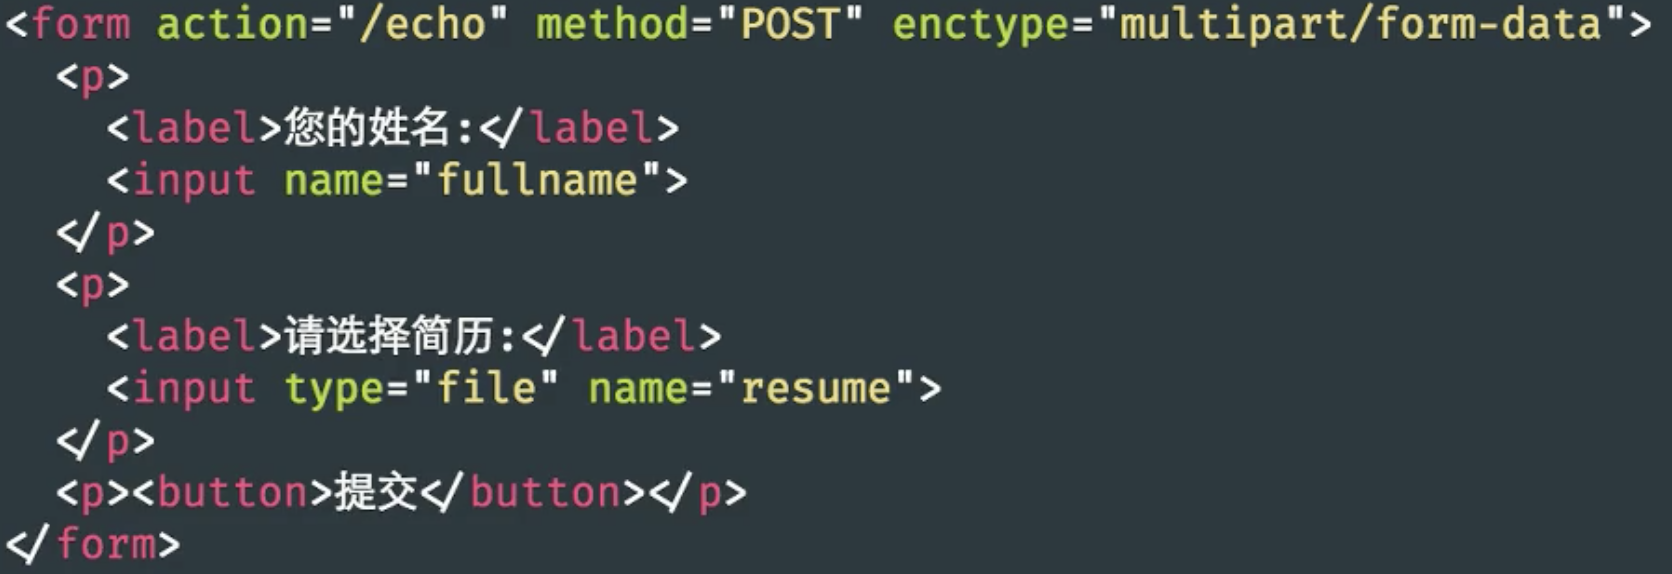 <form action="/echo" method="POST" enctype="multipart/form-data">
  <p>
    <label>您的姓名:</label>
    <input name="fullname">
  </p>
  <p>
    <label>请选择简历:</label>
    <input type="file" name="resume">
  </p>
  <p><button>提交</button></p>
</form>